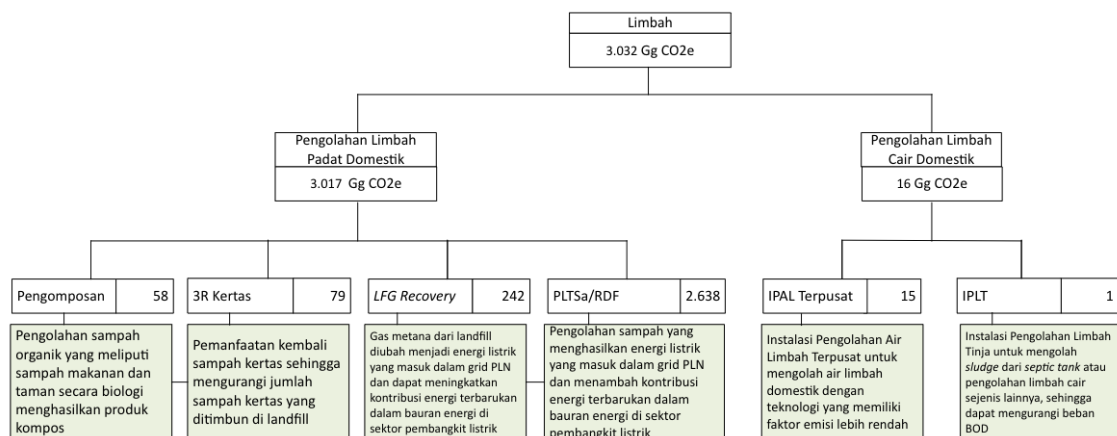 Limbah
3.032 Gg CO2e
Pengolahan Limbah
Padat Domestik
3.017 Gg CO2e
Pengolahan Limbah
Cair Domestik
16 Gg CO2e
Pengomposan 58
3R Kertas 79
LFG Recovery 242
PLTSa/RDF 2.638
IPAL Terpusat 15
IPLT 1
Pengolahan sampah
organik yang meliputi
sampah makanan dan
taman secara biologi
menghasilkan produk
kompos
Pemanfaatan kembali
sampah kertas sehingga
mengurangi jumlah
sampah kertas yang
ditimbun di landfill
Gas metana dari landfill
diubah menjadi energi listrik
yang masuk dalam grid PLN
dan dapat meningkatkan
kontribusi energi terbarukan
dalam bauran energi di
sektor pembangkit listrik
Pengolahan sampah yang
menghasilkan energi listrik
yang masuk dalam grid PLN
dan menambah kontribusi
energi terbarukan dalam
bauran energi di sektor
pembangkit listrik
Instalasi Pengolahan Air
Limbah Terpusat untuk
mengolah air limbah
domestik dengan
teknologi yang memiliki
faktor emisi lebih rendah
Instalasi Pengolahan Limbah
Tinja untuk mengolah
sludge dari septic tank atau
pengolahan limbah cair
sejenis lainnya, sehingga
dapat mengurangi beban
BOD